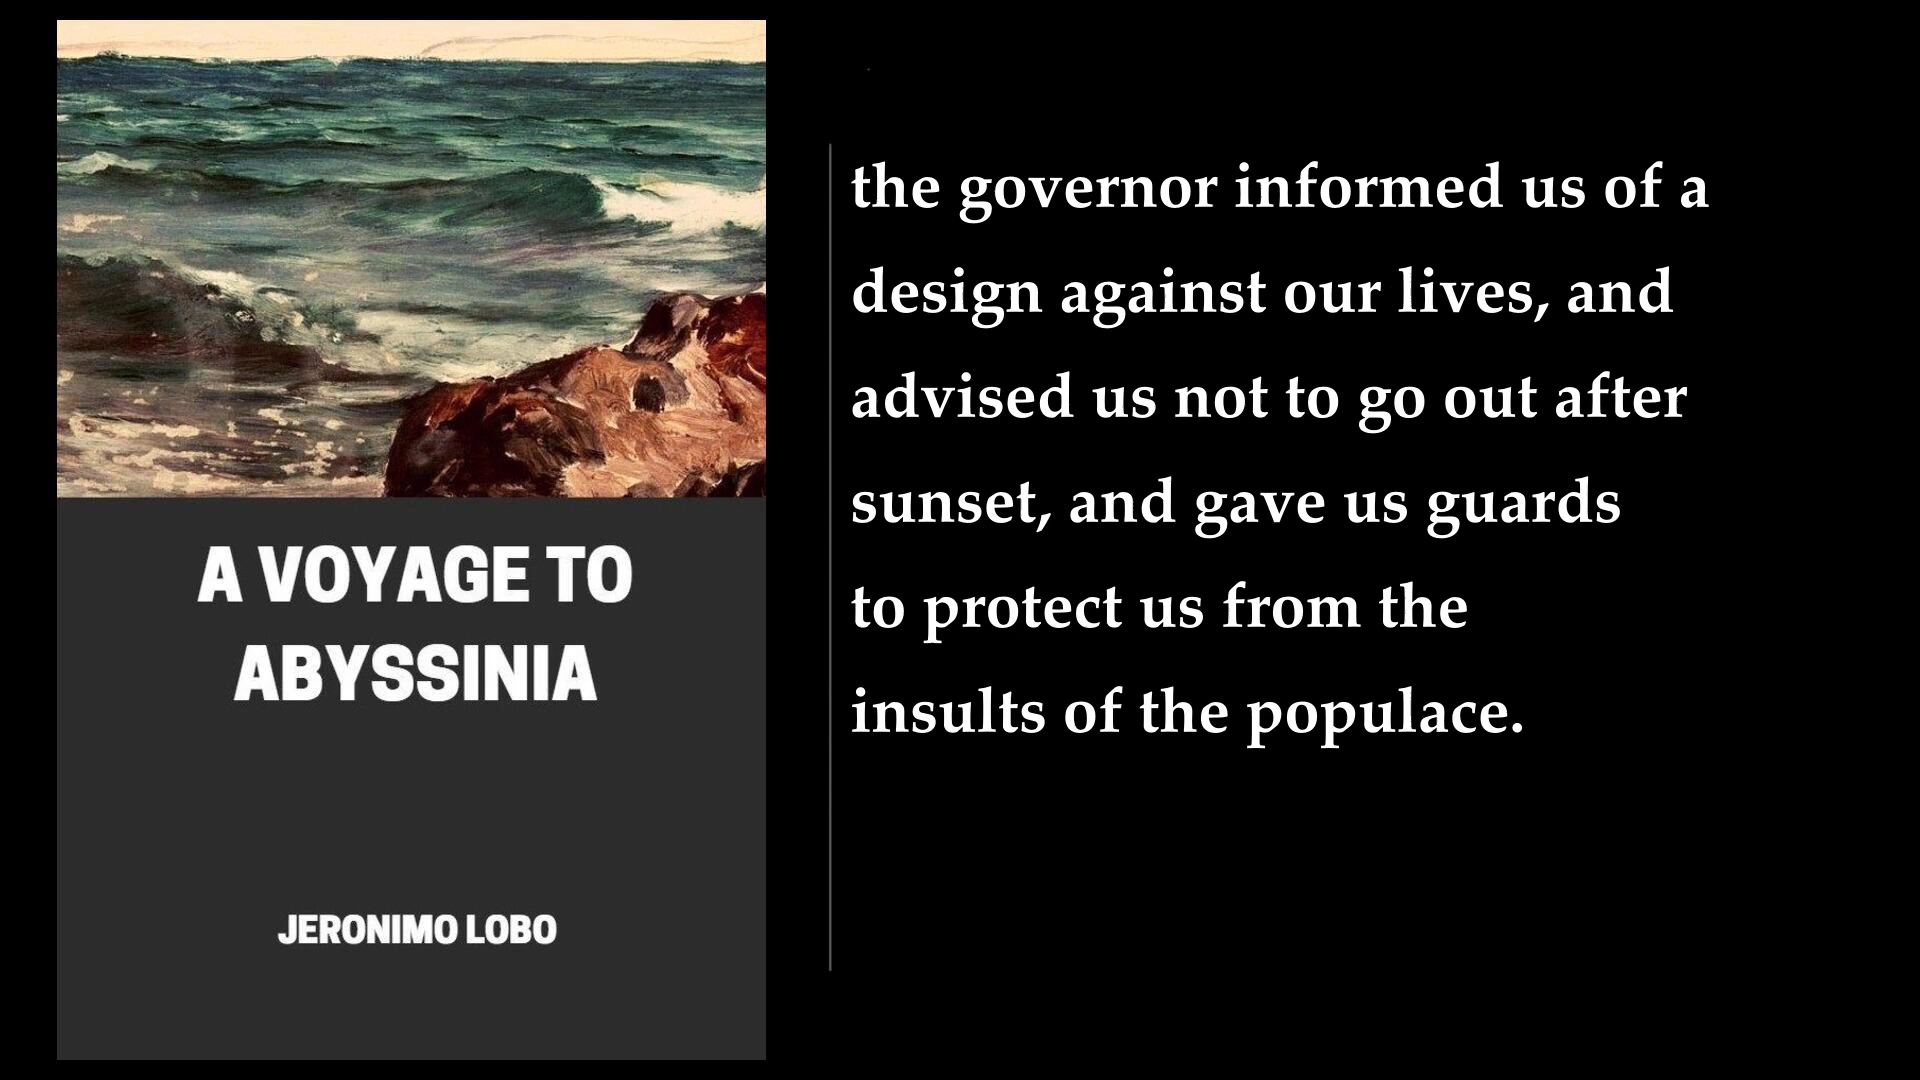 A VOYAGE TO
ABYSSINIA
JERONIMO LOBO
the governor informed us of a
design against our lives, and
advised us not to go out after
sunset, and gave us guards
to protect us from the
insults of the populace.